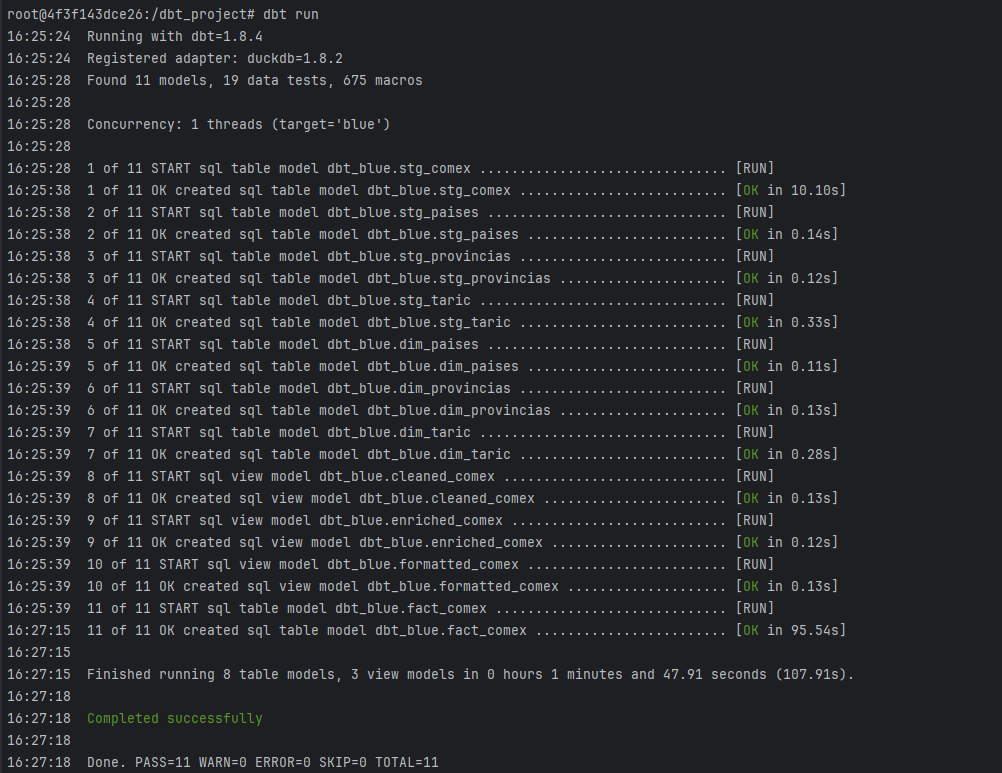 root@4f3f143dce26:/dbt_project# dbt run
16:25:24  Running with dbt=1.8.4
16:25:24  Registered adapter: duckdb=1.8.2
16:25:28  Found 11 models, 19 data tests, 675 macros
16:25:28
16:25:28  Concurrency: 1 threads (target='blue')
16:25:28
16:25:28  1 of 11 START sql table model dbt_blue.stg_comex ............................... [RUN]
16:25:38  1 of 11 OK created sql table model dbt_blue.stg_comex .......................... [OK in 10.10s]
16:25:38  2 of 11 START sql table model dbt_blue.stg_paises .............................. [RUN]
16:25:38  2 of 11 OK created sql table model dbt_blue.stg_paises ......................... [OK in 0.14s]
16:25:38  3 of 11 START sql table model dbt_blue.stg_provincias .......................... [RUN]
16:25:38  3 of 11 OK created sql table model dbt_blue.stg_provincias ..................... [OK in 0.12s]
16:25:38  4 of 11 START sql table model dbt_blue.stg_taric ............................... [RUN]
16:25:38  4 of 11 OK created sql table model dbt_blue.stg_taric .......................... [OK in 0.33s]
16:25:38  5 of 11 START sql table model dbt_blue.dim_paises .............................. [RUN]
16:25:39  5 of 11 OK created sql table model dbt_blue.dim_paises ......................... [OK in 0.11s]
16:25:39  6 of 11 START sql table model dbt_blue.dim_provincias .......................... [RUN]
16:25:39  6 of 11 OK created sql table model dbt_blue.dim_provincias ..................... [OK in 0.13s]
16:25:39  7 of 11 START sql table model dbt_blue.dim_taric ............................... [RUN]
16:25:39  7 of 11 OK created sql table model dbt_blue.dim_taric .......................... [OK in 0.28s]
16:25:39  8 of 11 START sql view model dbt_blue.cleaned_comex ............................ [RUN]
16:25:39  8 of 11 OK created sql view model dbt_blue.cleaned_comex ....................... [OK in 0.13s]
16:25:39  9 of 11 START sql view model dbt_blue.enriched_comex ........................... [RUN]
16:25:39  9 of 11 OK created sql view model dbt_blue.enriched_comex ...................... [OK in 0.12s]
16:25:39  10 of 11 START sql view model dbt_blue.formatted_comex ......................... [RUN]
16:25:39  10 of 11 OK created sql view model dbt_blue.formatted_comex .................... [OK in 0.13s]
16:25:39  11 of 11 START sql table model dbt_blue.fact_comex ............................. [RUN]
16:27:15  11 of 11 OK created sql table model dbt_blue.fact_comex ........................ [OK in 95.54s]
16:27:15
16:27:15  Finished running 8 table models, 3 view models in 0 hours 1 minutes and 47.91 seconds (107.91s).
16:27:18
16:27:18  Completed successfully
16:27:18
16:27:18  Done. PASS=11 WARN=0 ERROR=0 SKIP=0 TOTAL=11